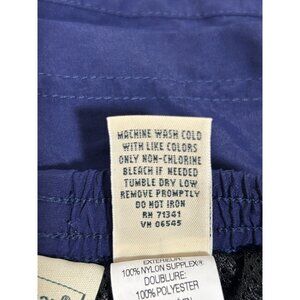 MACHINE WASH COLD
WITH LIKE COLORS
ONLY NON-CHLORINE
BLEACH IF NEEDED
TUMBLE DRY LOW
REMOVE PROMPTLY
DO NOT IRON
RN 71341
VM 06545
EXTERIEUR:
100% NYLON SUPPLEX®
DOUBLURE:
100% POLYESTER